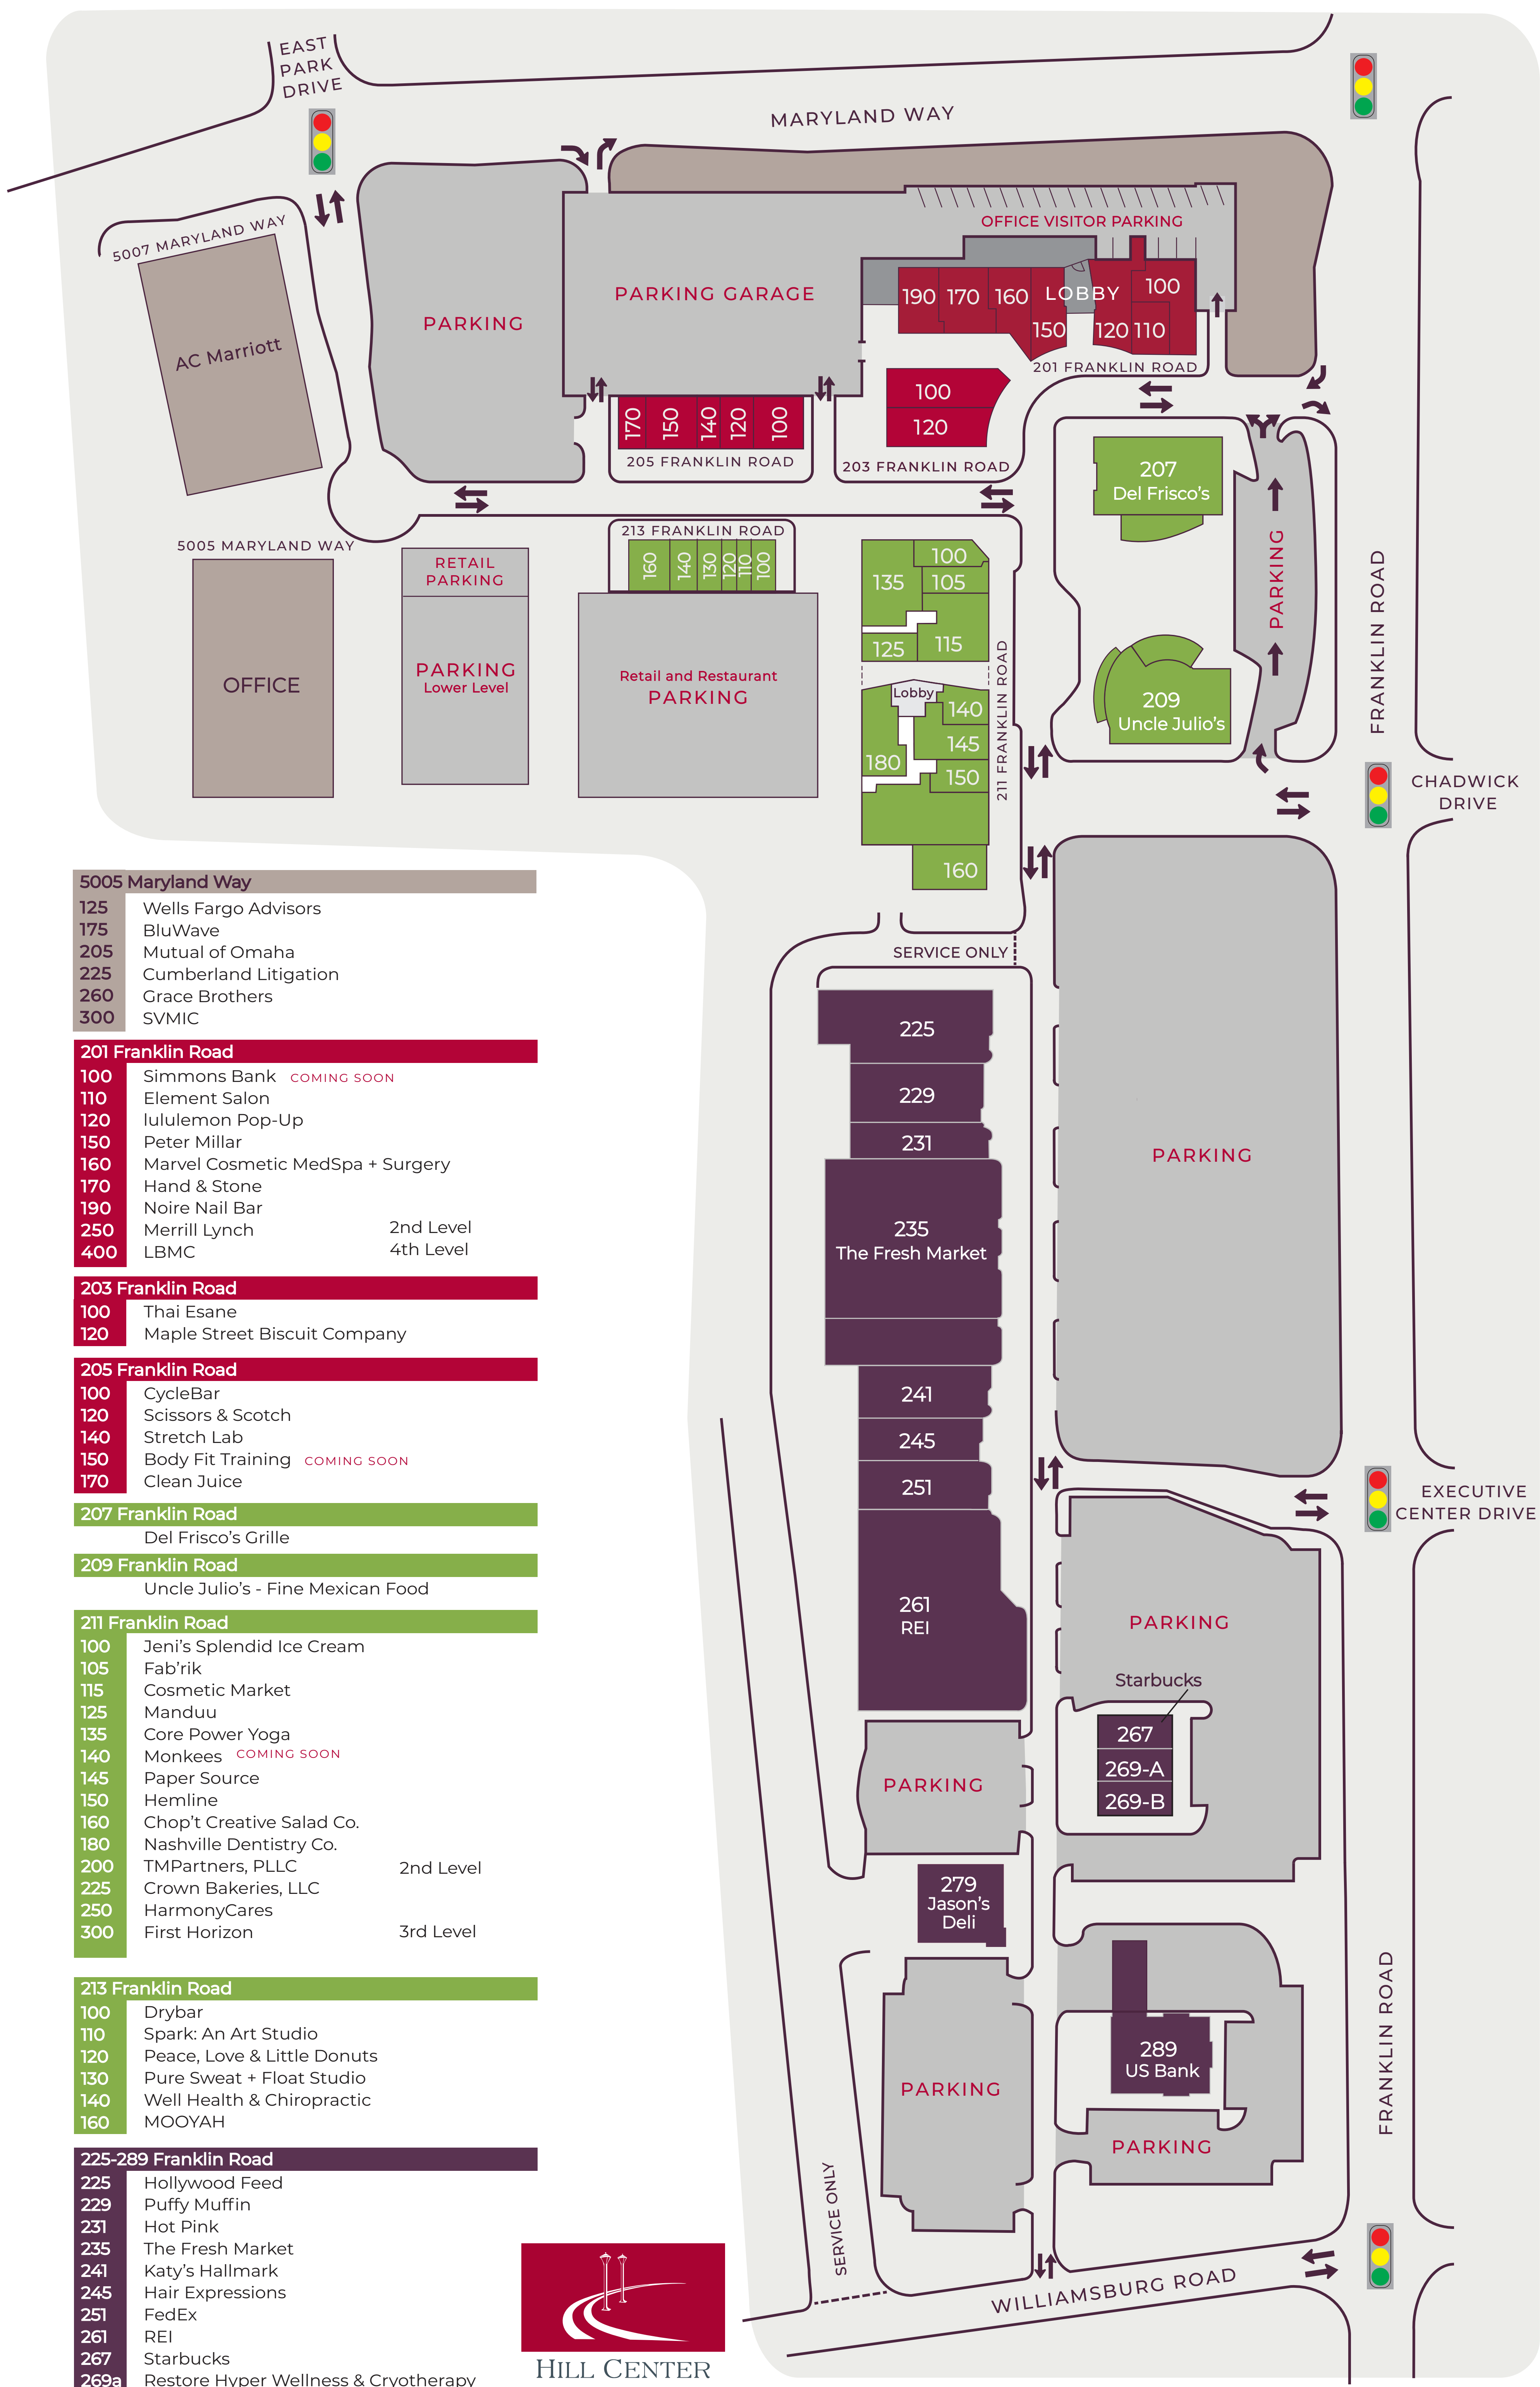 EAST
PARK
DRIVE
MARYLAND WAY
5007 MARYLAND WAY
AC Marriott
PARKING
PARKING GARAGE
OFFICE VISITOR PARKING
190 170 160 LOBBY 100
150 120 110
201 FRANKLIN ROAD
100
120
203 FRANKLIN ROAD
170 150 140 120 100
205 FRANKLIN ROAD
207
Del Frisco's
PARKING
FRANKLIN ROAD
5005 MARYLAND WAY
OFFICE
RETAIL
PARKING
PARKING
Lower Level
213 FRANKLIN ROAD
160 140 130 120 110 100
Retail and Restaurant
PARKING
100
135 105
125 115
Lobby
140
145
180 150
160
211 FRANKLIN ROAD
209
Uncle Julio's
CHADWICK
DRIVE
SERVICE ONLY
225
229
231
235
The Fresh Market
241
245
251
261
REI
PARKING
EXECUTIVE
CENTER DRIVE
PARKING
Starbucks
267
269-A
269-B
PARKING
279
Jason's
Deli
PARKING
289
US Bank
PARKING
FRANKLIN ROAD
SERVICE ONLY
WILLIAMSBURG ROAD
5005 Maryland Way
125 Wells Fargo Advisors
175 BluWave
205 Mutual of Omaha
225 Cumberland Litigation
260 Grace Brothers
300 SVMIC
201 Franklin Road
100 Simmons Bank COMING SOON
110 Element Salon
120 lululemon Pop-Up
150 Peter Millar
160 Marvel Cosmetic MedSpa + Surgery
170 Hand & Stone
190 Noire Nail Bar
250 Merrill Lynch 2nd Level
400 LBMC 4th Level
203 Franklin Road
100 Thai Esane
120 Maple Street Biscuit Company
205 Franklin Road
100 CycleBar
120 Scissors & Scotch
140 Stretch Lab
150 Body Fit Training COMING SOON
170 Clean Juice
207 Franklin Road
Del Frisco's Grille
209 Franklin Road
Uncle Julio's - Fine Mexican Food
211 Franklin Road
100 Jeni's Splendid Ice Cream
105 Fab'rik
115 Cosmetic Market
125 Manduu
135 Core Power Yoga
140 Monkees COMING SOON
145 Paper Source
150 Hemline
160 Chop't Creative Salad Co.
180 Nashville Dentistry Co.
200 TMPartners, PLLC 2nd Level
225 Crown Bakeries, LLC
250 HarmonyCares
300 First Horizon 3rd Level
213 Franklin Road
100 Drybar
110 Spark: An Art Studio
120 Peace, Love & Little Donuts
130 Pure Sweat + Float Studio
140 Well Health & Chiropractic
160 MOOYAH
225-289 Franklin Road
225 Hollywood Feed
229 Puffy Muffin
231 Hot Pink
235 The Fresh Market
241 Katy's Hallmark
245 Hair Expressions
251 FedEx
261 REI
267 Starbucks
269a Restore Hyper Wellness & Cryotherapy
HILL CENTER